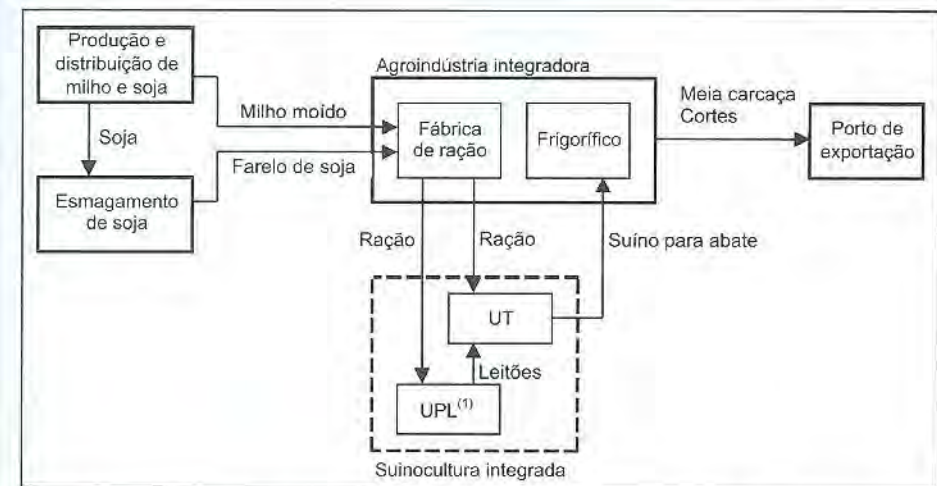 Produção e
distribuição de
milho e soja
Agroindústria integradora
Milho moído
Meia carcaça
Cortes
Soja
Fábrica
de ração
Frigorífico
Porto de
exportação
Farelo de soja
Esmagamento
de soja
Ração
Ração
Suíno para abate
UT
Leitões
UPL(1)
Suinocultura integrada